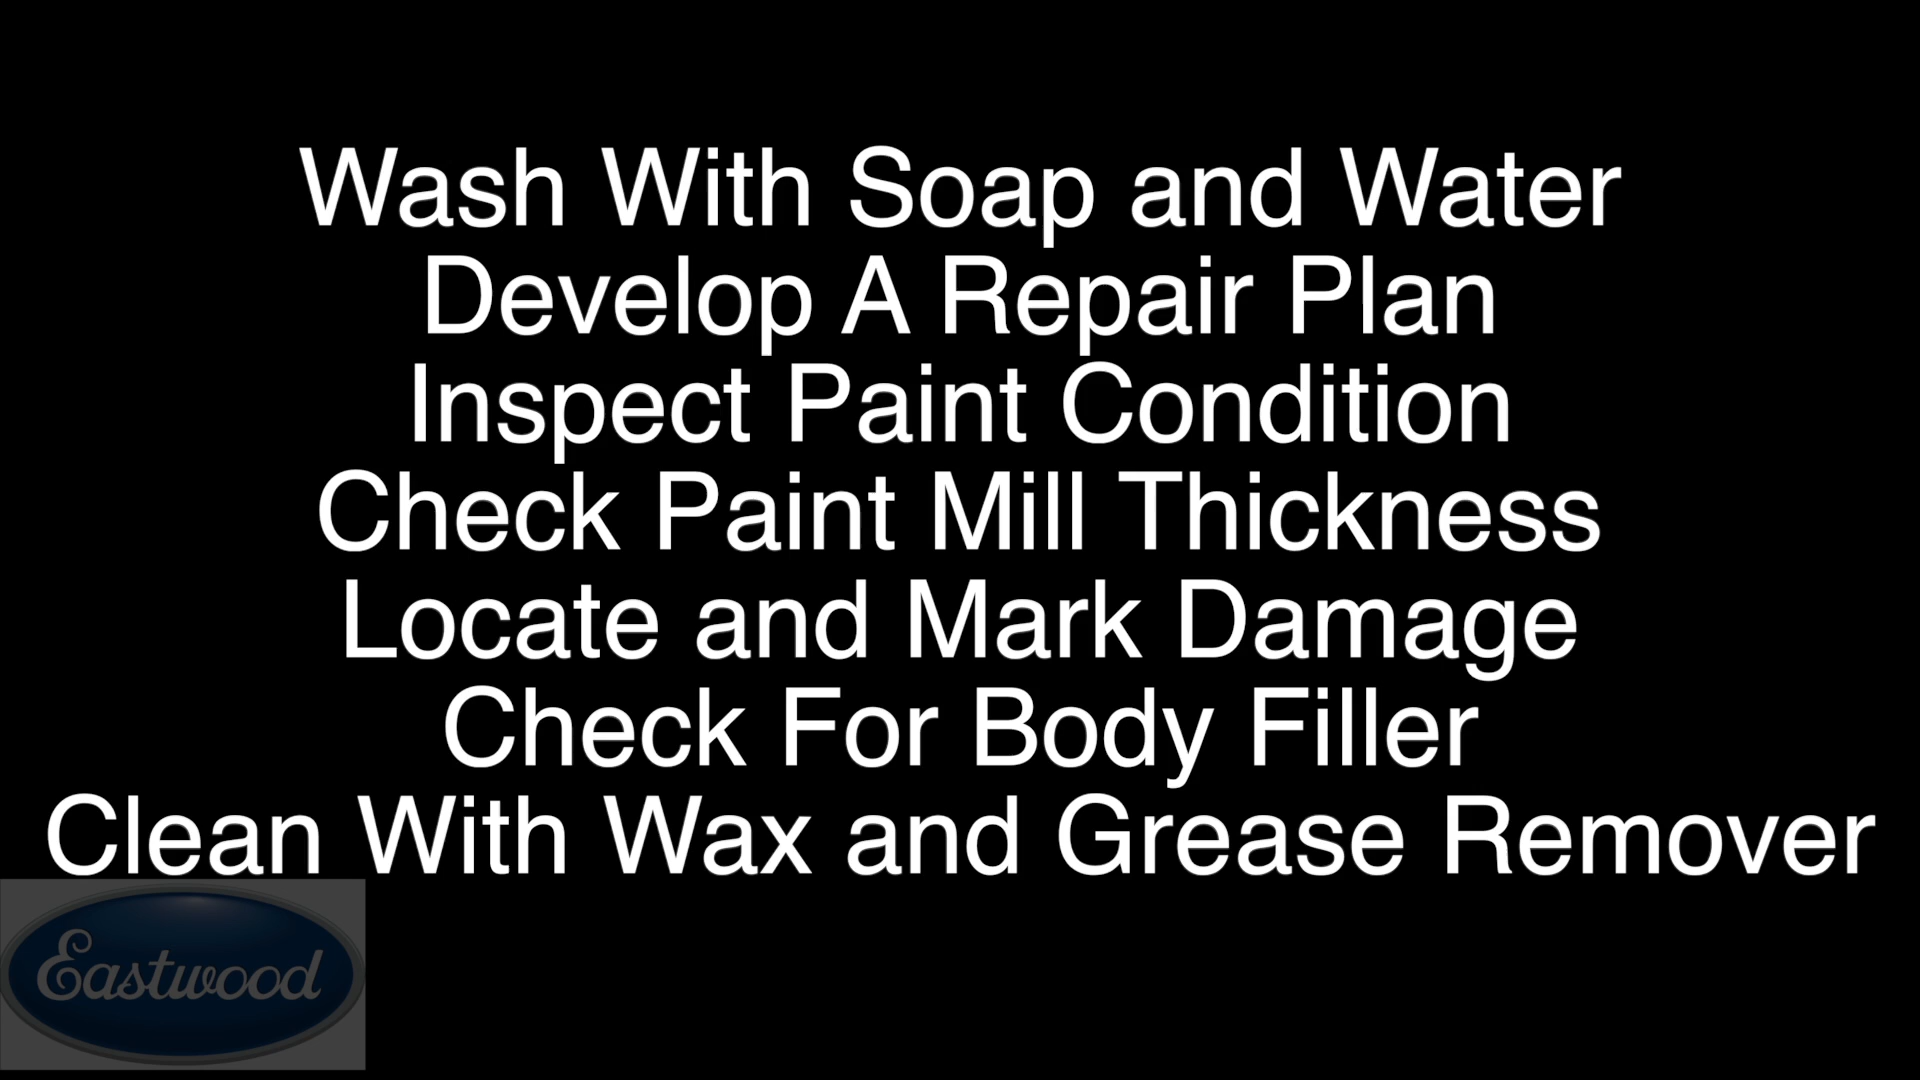 Wash With Soap and Water
Develop A Repair Plan
Inspect Paint Condition
Check Paint Mill Thickness
Locate and Mark Damage
Check For Body Filler
Clean With Wax and Grease Remover
Eastwood